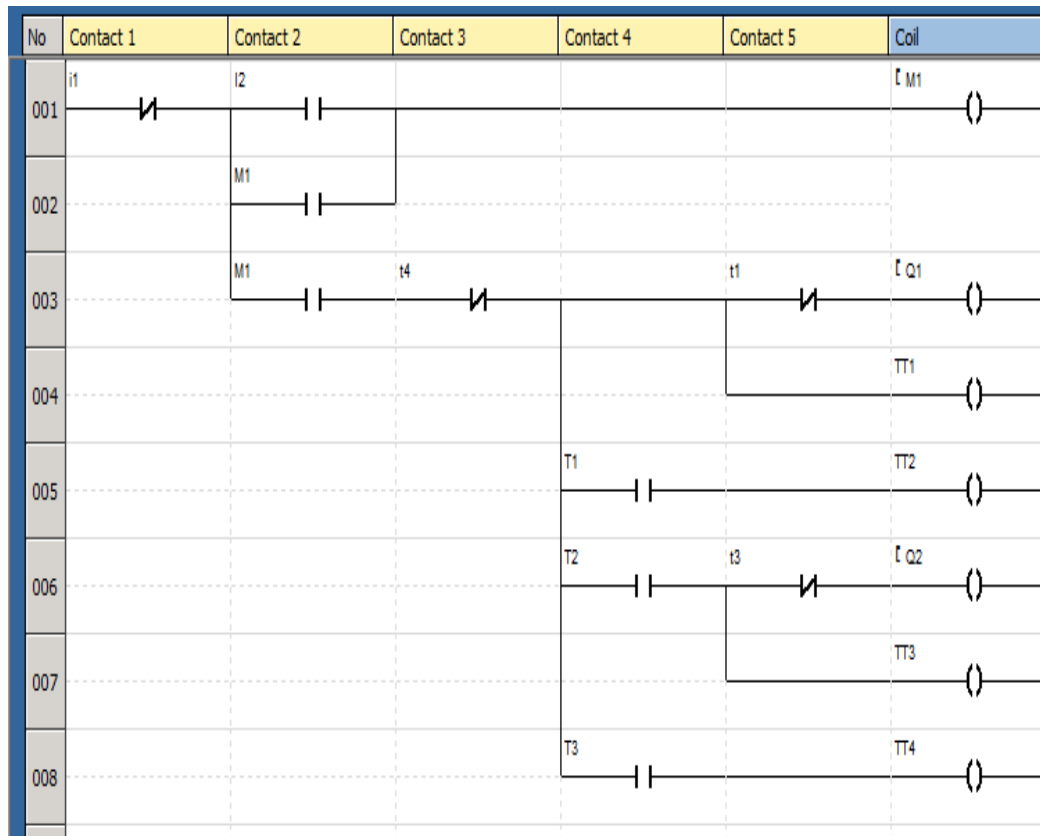 No Contact 1 Contact 2 Contact 3 Contact 4 Contact 5 Coil
i1 I2 [ M1
001
M1
002
M1 t4 t1 [ Q1
003
TT1
004
T1 TT2
005
T2 t3 [ Q2
006
TT3
007
T3 TT4
008